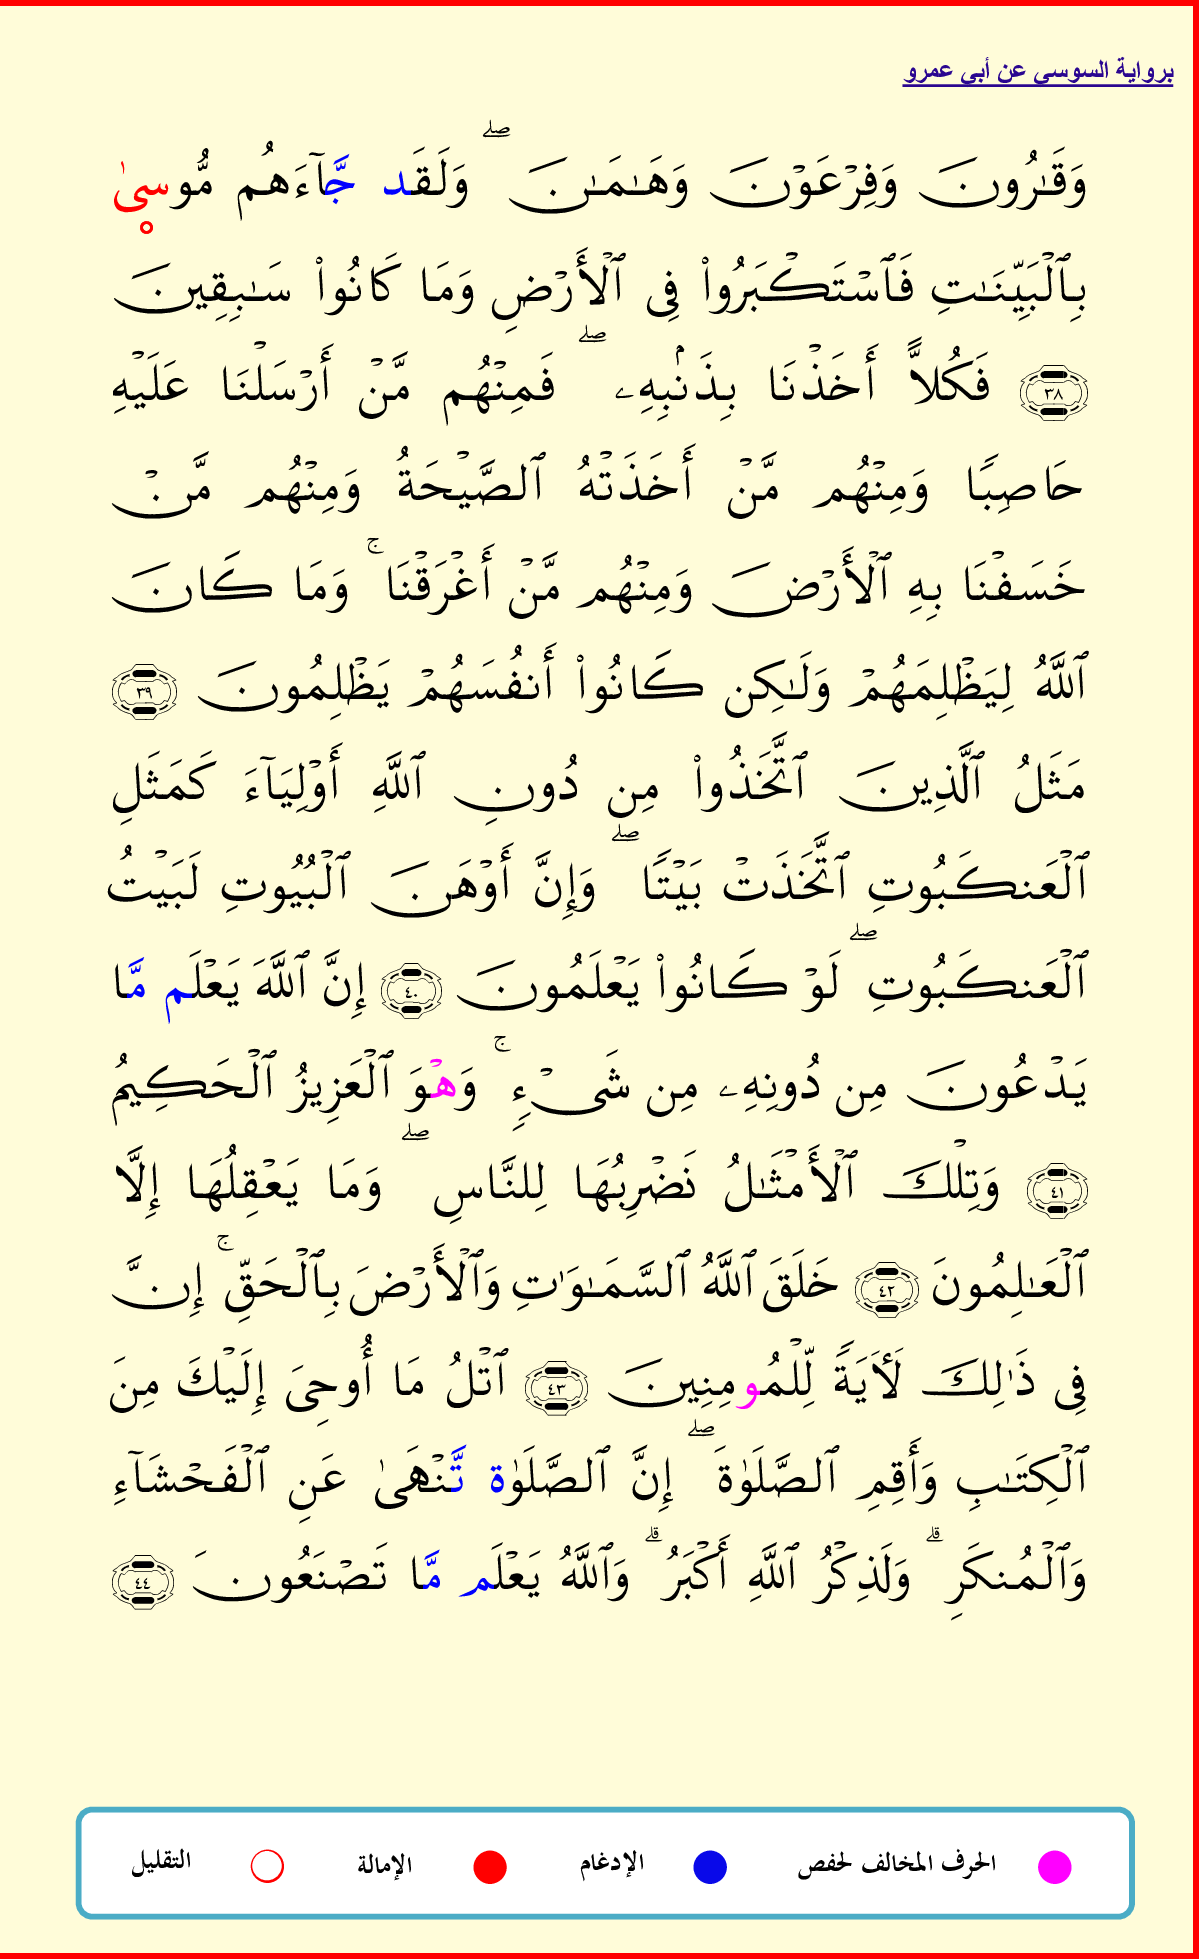 برواية السوسي عن أبي عمرو
وَقَٰرُونَ وَفِرْعَوْنَ وَهَٰمَٰنَ ۖ وَلَقَد جَّآءَهُم مُّوسِىٰ
بِٱلْبَيِّنَٰتِ فَٱسْتَكْبَرُوا۟ فِى ٱلْأَرْضِ وَمَا كَانُوا۟ سَٰبِقِينَ
٣٨ فَكُلًّا أَخَذْنَا بِذَنۢبِهِۦ ۖ فَمِنْهُم مَّنْ أَرْسَلْنَا عَلَيْهِ
حَاصِبًا وَمِنْهُم مَّنْ أَخَذَتْهُ ٱلصَّيْحَةُ وَمِنْهُم مَّنْ
خَسَفْنَا بِهِ ٱلْأَرْضَ وَمِنْهُم مَّنْ أَغْرَقْنَا ۚ وَمَا كَانَ
ٱللَّهُ لِيَظْلِمَهُمْ وَلَٰكِن كَانُوا۟ أَنفُسَهُمْ يَظْلِمُونَ ٣٩
مَثَلُ ٱلَّذِينَ ٱتَّخَذُوا۟ مِن دُونِ ٱللَّهِ أَوْلِيَآءَ كَمَثَلِ
ٱلْعَنكَبُوتِ ٱتَّخَذَتْ بَيْتًا ۖ وَإِنَّ أَوْهَنَ ٱلْبُيُوتِ لَبَيْتُ
ٱلْعَنكَبُوتِ ۖ لَوْ كَانُوا۟ يَعْلَمُونَ ٤٠ إِنَّ ٱللَّهَ يَعْلَم مَّا
يَدْعُونَ مِن دُونِهِۦ مِن شَىْءٍ ۚ وَهْوَ ٱلْعَزِيزُ ٱلْحَكِيمُ
٤١ وَتِلْكَ ٱلْأَمْثَٰلُ نَضْرِبُهَا لِلنَّاسِ ۖ وَمَا يَعْقِلُهَا إِلَّا
ٱلْعَٰلِمُونَ ٤٢ خَلَقَ ٱللَّهُ ٱلسَّمَٰوَٰتِ وَٱلْأَرْضَ بِٱلْحَقِّ ۚ إِنَّ
فِى ذَٰلِكَ لَءَايَةً لِّلْمُومِنِينَ ٤٣ ٱتْلُ مَا أُوحِىَ إِلَيْكَ مِنَ
ٱلْكِتَٰبِ وَأَقِمِ ٱلصَّلَوٰةَ ۖ إِنَّ ٱلصَّلَوٰة تَّنْهَىٰ عَنِ ٱلْفَحْشَآءِ
وَٱلْمُنكَرِ ۗ وَلَذِكْرُ ٱللَّهِ أَكْبَرُ ۗ وَٱللَّهُ يَعْلَم مَّا تَصْنَعُونَ ٤٤
الحرف المخالف لحفص الإدغام الإمالة التقليل